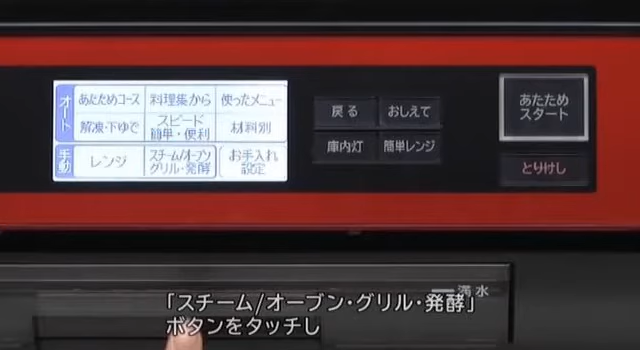 オート
あたためコース 料理集から 使ったメニュー
解凍・下ゆで スピード簡単・便利 材料別
手動
レンジ スチーム/オーブングリル・発酵 お手入れ設定
戻る おしえて
庫内灯 簡単レンジ
あたため
スタート
とりけし
満水
「スチーム/オーブン・グリル・発酵」
ボタンをタッチし